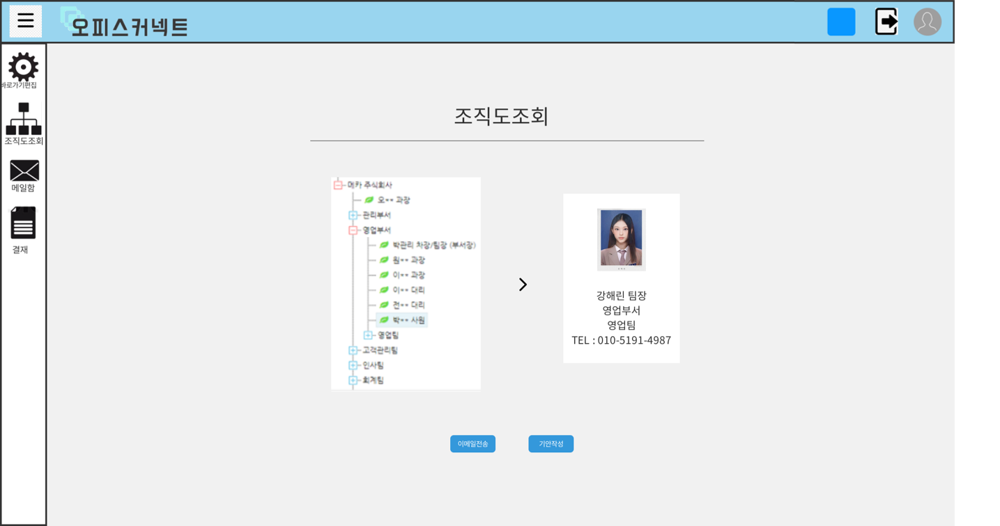 오피스커넥트
바로가기편집
조직도조회
메일함
결재
조직도조회
메카 주식회사
오** 과장
관리부서
영업부서
박관리 차장/팀장 (부서장)
원** 과장
이** 과장
이** 대리
전** 대리
박** 사원
영업팀
고객관리팀
인사팀
회계팀
강해린 팀장
영업부서
영업팀
TEL : 010-5191-4987
이메일전송
기안작성